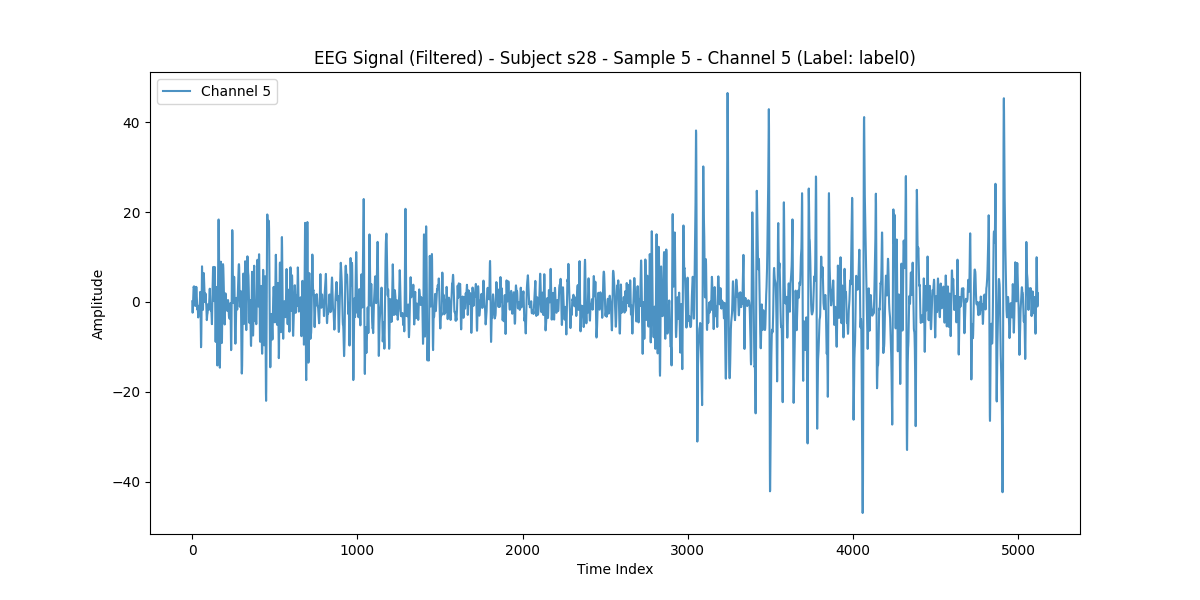 EEG Signal (Filtered) - Subject s28 - Sample 5 - Channel 5 (Label: label0)
Channel 5
Amplitude
40
20
0
−20
−40
0 1000 2000 3000 4000 5000
Time Index